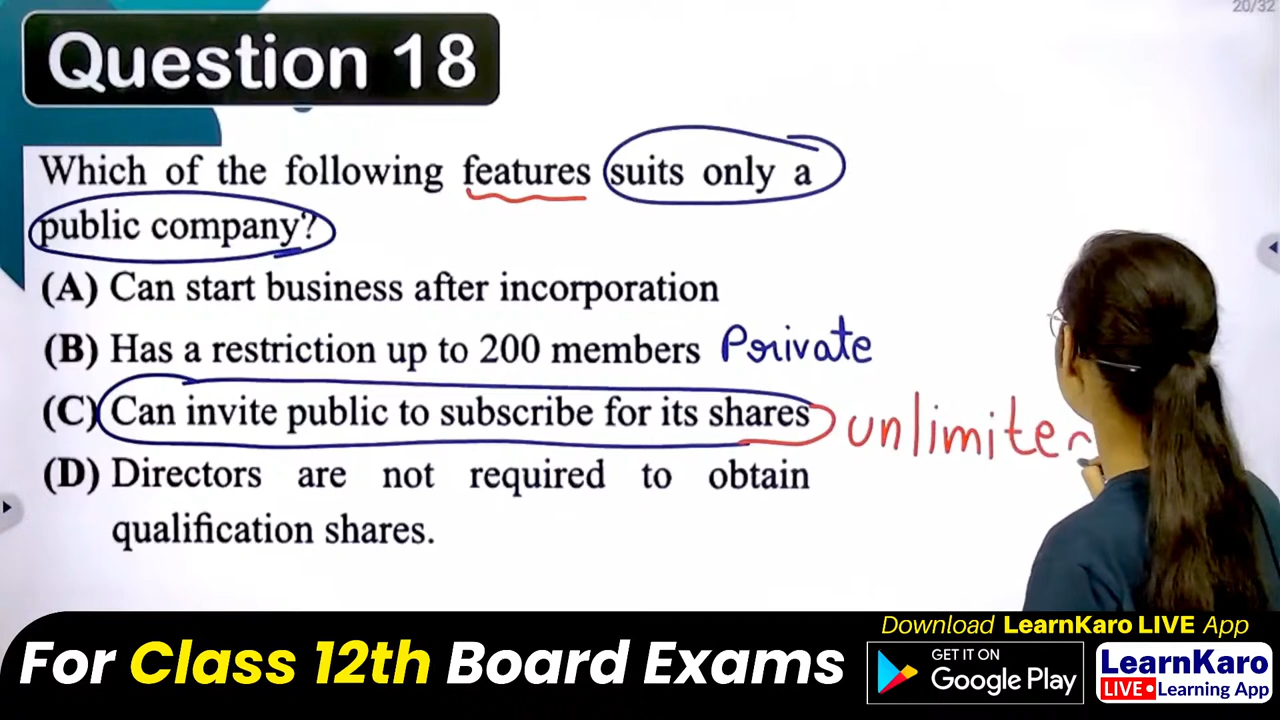 20/32
Question 18
Which of the following features suits only a
public company?
(A) Can start business after incorporation
(B) Has a restriction up to 200 members Private
(C) Can invite public to subscribe for its shares unlimite
(D) Directors are not required to obtain
qualification shares.
For Class 12th Board Exams
Download LearnKaro LIVE App
GET IT ON
Google Play
LearnKaro
LIVE • Learning App